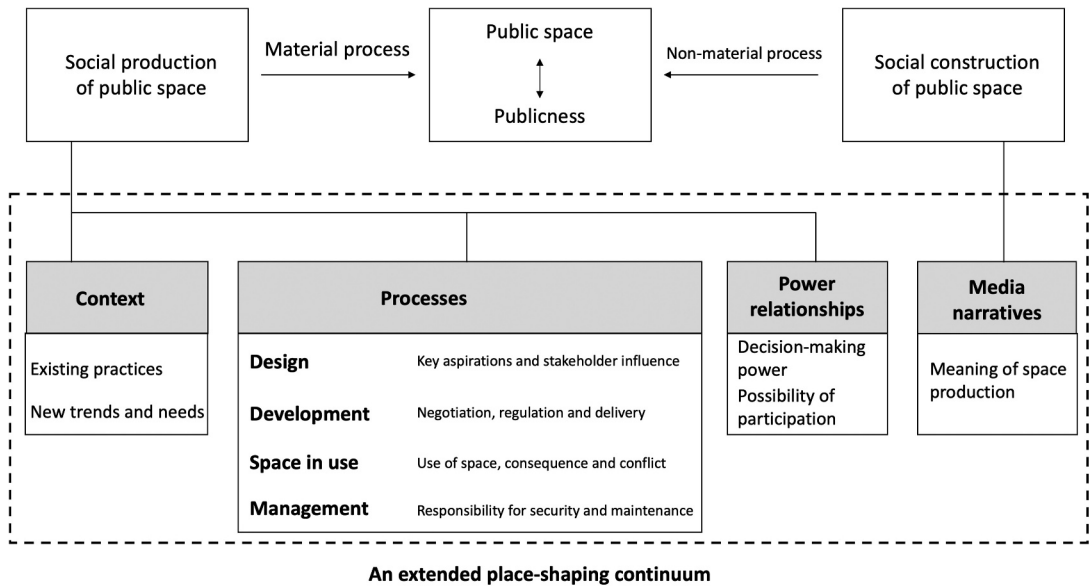 Social production
of public space
Material process
Public space
Publicness
Non-material process
Social construction
of public space
Context
Existing practices
New trends and needs
Processes
Design Key aspirations and stakeholder influence
Development Negotiation, regulation and delivery
Space in use Use of space, consequence and conflict
Management Responsibility for security and maintenance
Power
relationships
Decision-making
power
Possibility of
participation
Media
narratives
Meaning of space
production
An extended place-shaping continuum